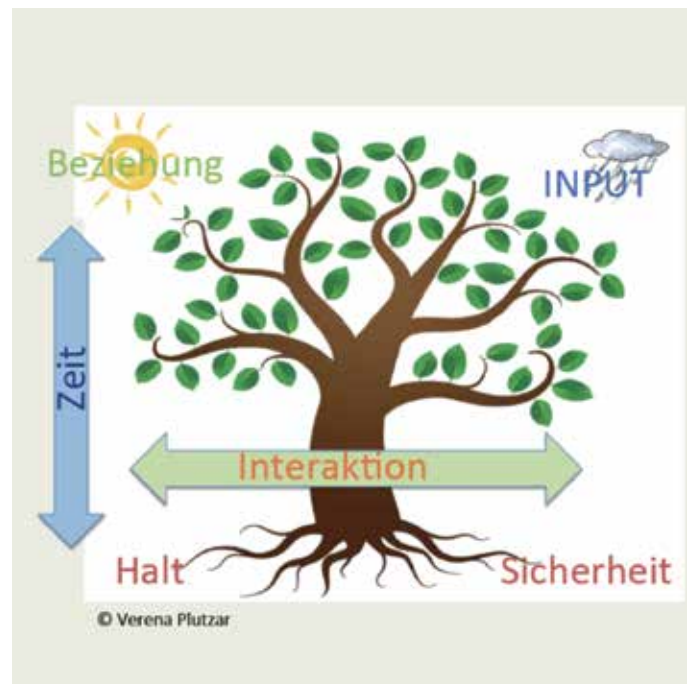 Beziehung
INPUT
Zeit
Interaktion
Halt
Sicherheit
© Verena Plutzar